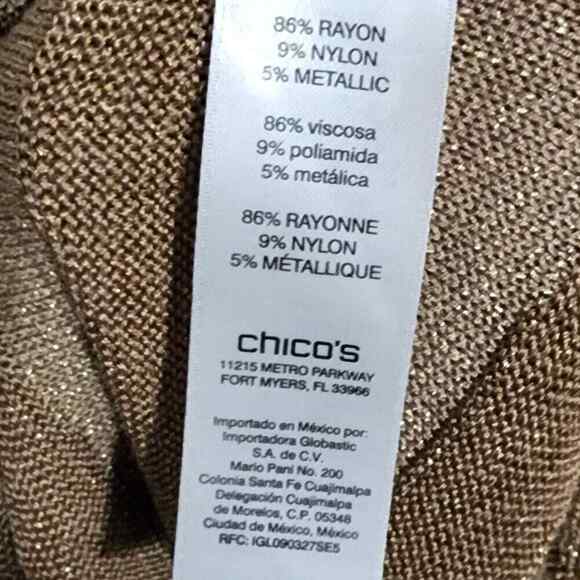 86% RAYON
9% NYLON
5% METALLIC
86% viscosa
9% poliamida
5% metálica
86% RAYONNE
9% NYLON
5% MÉTALLIQUE
chico's
11215 METRO PARKWAY
FORT MYERS, FL 33966
Importado en México por:
Importadora Globastic
S.A. de C.V.
Mario Pani No. 200
Colonia Santa Fe Cuajimalpa
Delegación Cuajimalpa
de Morelos, C.P. 05348
Ciudad de México, México
RFC: IGL090327SE5